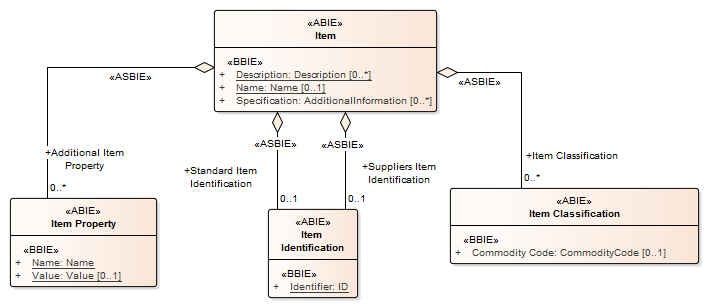 «ABIE»
Item
«BBIE»
+ Description: Description [0..*]
+ Name: Name [0..1]
+ Specification: AdditionalInformation [0..*]
«ASBIE»
«ASBIE»
«ASBIE»
«ASBIE»
+Additional Item
Property
0..*
+Standard Item
Identification
0..1
+Suppliers Item
Identification
0..1
+Item Classification
0..*
«ABIE»
Item Property
«BBIE»
+ Name: Name
+ Value: Value [0..1]
«ABIE»
Item
Identification
«BBIE»
+ Identifier: ID
«ABIE»
Item Classification
«BBIE»
+ Commodity Code: CommodityCode [0..1]